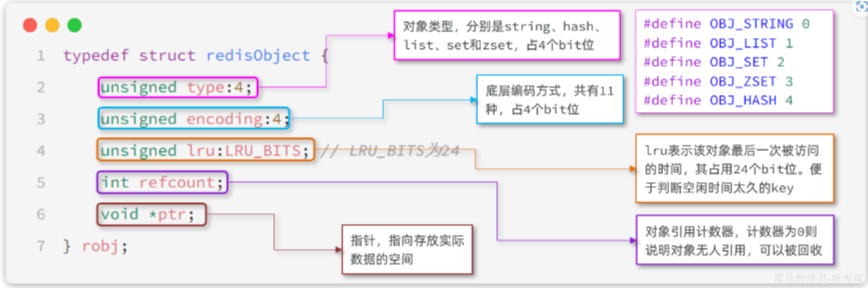 1 typedef struct redisObject {
2 unsigned type:4;
3 unsigned encoding:4;
4 unsigned lru:LRU_BITS; // LRU_BITS为24
5 int refcount;
6 void *ptr;
7 } robj;
对象类型，分别是string、hash、
list、set和zset，占4个bit位
#define OBJ_STRING 0
#define OBJ_LIST 1
#define OBJ_SET 2
#define OBJ_ZSET 3
#define OBJ_HASH 4
底层编码方式，共有11
种，占4个bit位
lru表示该对象最后一次被访问
的时间，其占用24个bit位。便
于判断空闲时间太久的key
对象引用计数器，计数器为0则
说明对象无人引用，可以被回收
指针，指向存放实际
数据的空间